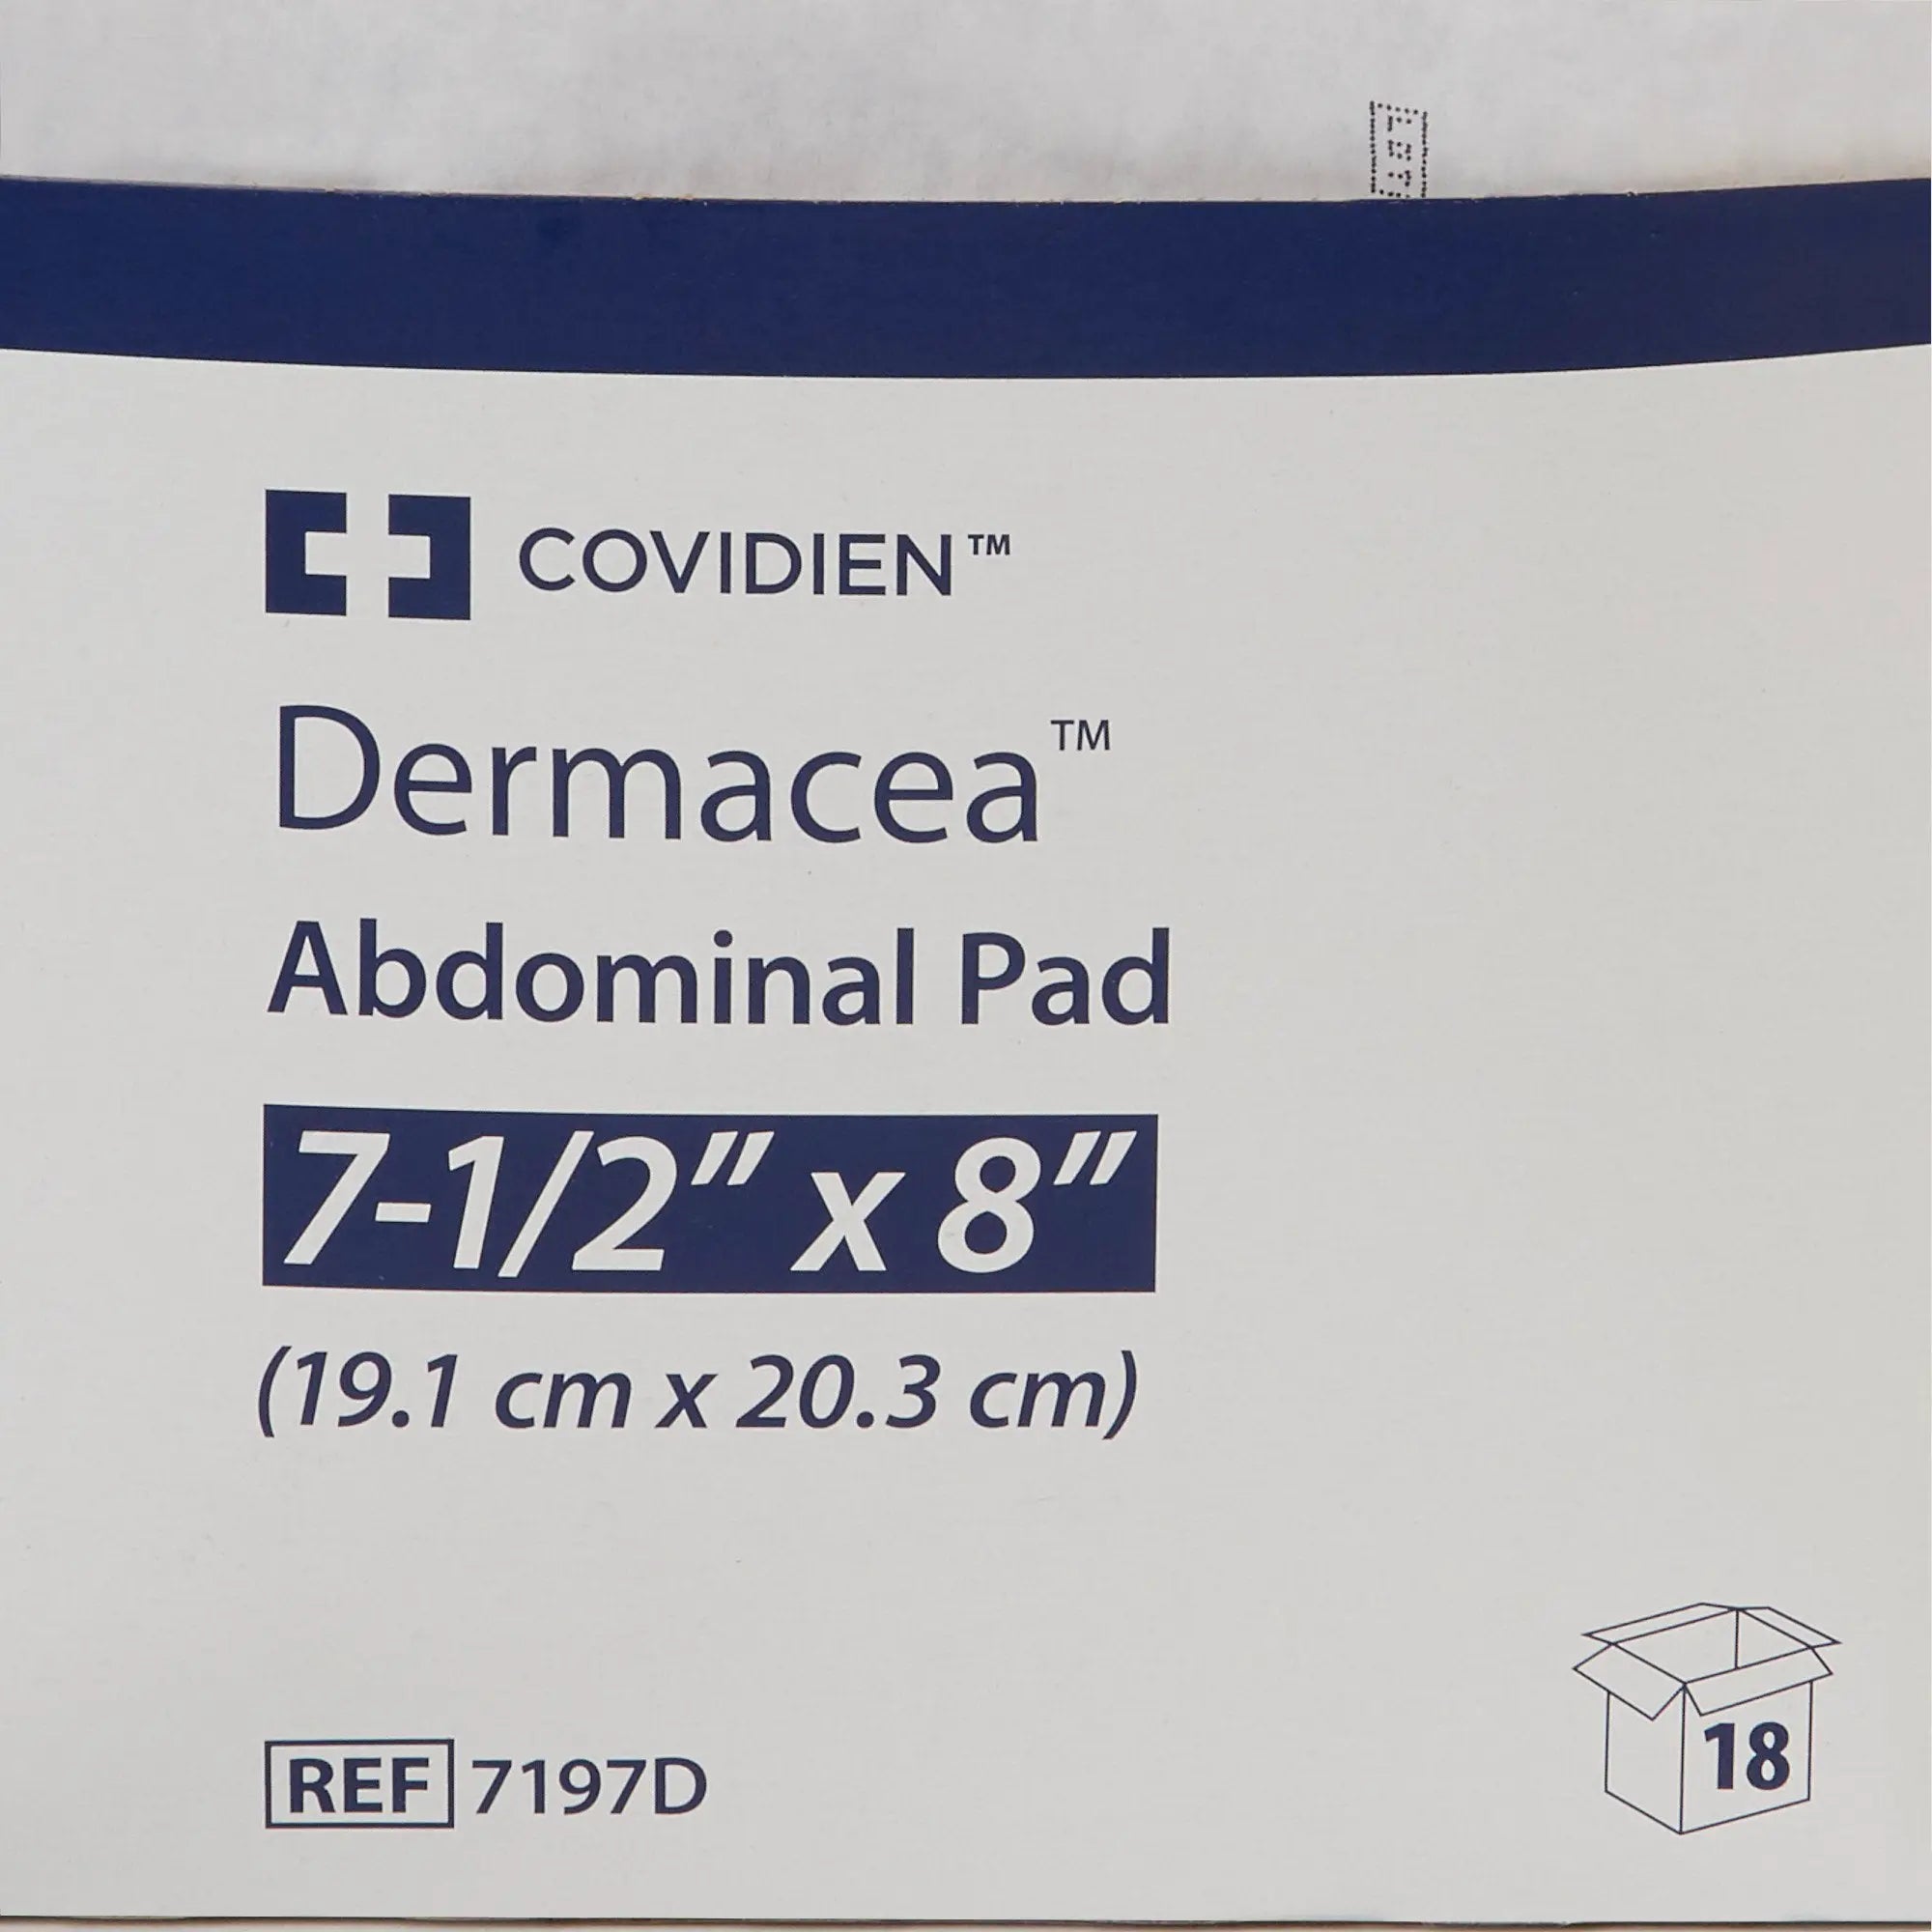 COVIDIEN™
Dermacea™
Abdominal Pad
7-1/2” x 8”
(19.1 cm x 20.3 cm)
18
REF 7197D